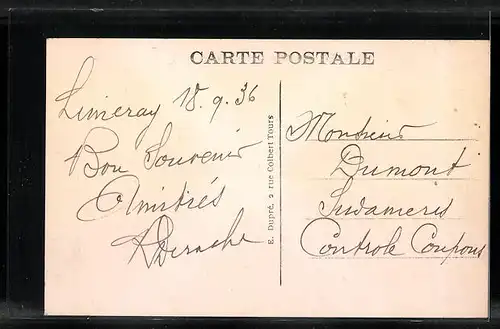 CARTE POSTALE
Limeray 18.9.36
Bon Souvenir
Amitiés
E. Dupré, 2 rue Colbert Tours
Monsieur
Dumont
Sudameris
Controle Coupons